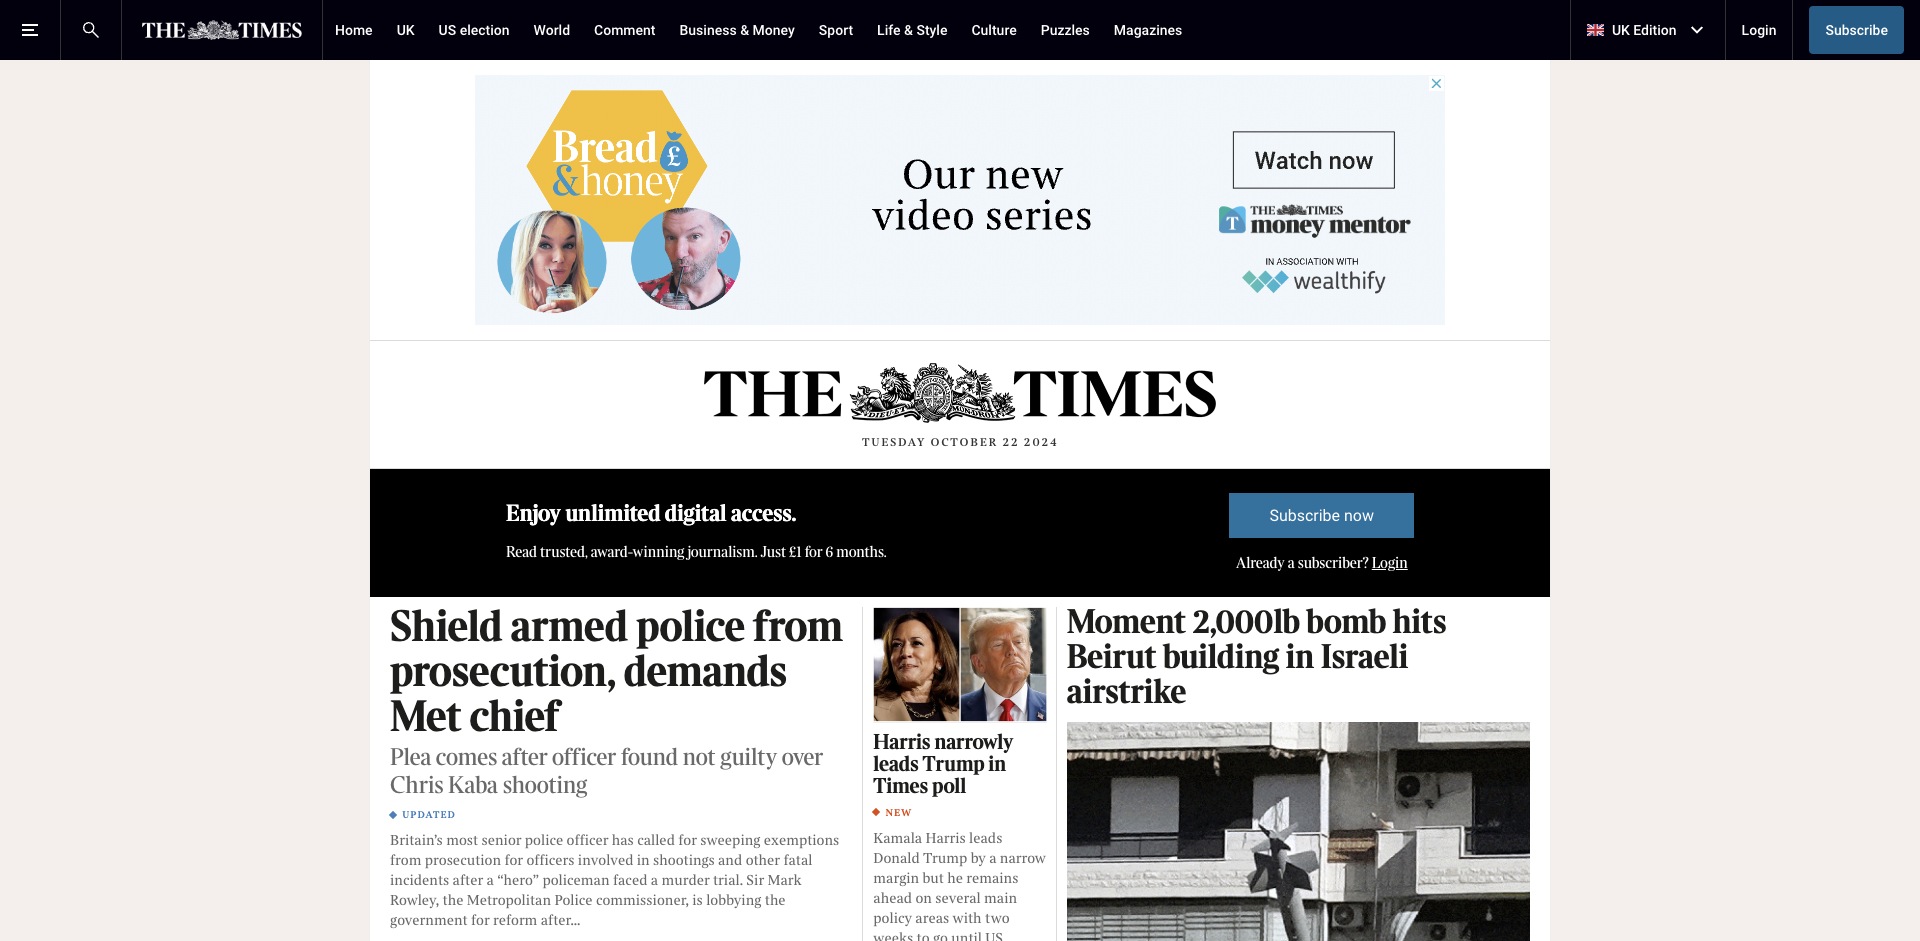 THE TIMES
Home
UK
US election
World
Comment
Business & Money
Sport
Life & Style
Culture
Puzzles
Magazines
UK Edition
Login
Subscribe
Bread £
&honey
Our new
video series
Watch now
T THE TIMES
money mentor
IN ASSOCIATION WITH
wealthify
THE TIMES
DIEU·ET MON·DROIT
TUESDAY OCTOBER 22 2024
Enjoy unlimited digital access.
Read trusted, award-winning journalism. Just £1 for 6 months.
Subscribe now
Already a subscriber? Login
Shield armed police from
prosecution, demands
Met chief
Plea comes after officer found not guilty over
Chris Kaba shooting
UPDATED
Britain’s most senior police officer has called for sweeping exemptions
from prosecution for officers involved in shootings and other fatal
incidents after a “hero” policeman faced a murder trial. Sir Mark
Rowley, the Metropolitan Police commissioner, is lobbying the
government for reform after...
Harris narrowly
leads Trump in
Times poll
NEW
Kamala Harris leads
Donald Trump by a narrow
margin but he remains
ahead on several main
policy areas with two
weeks to go until US
Moment 2,000lb bomb hits
Beirut building in Israeli
airstrike